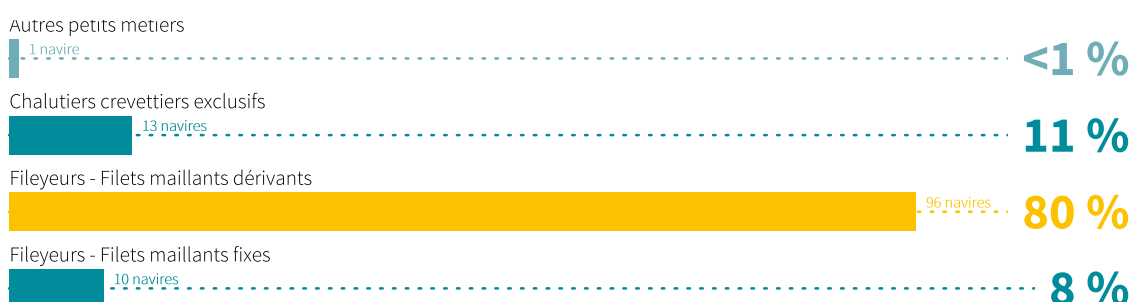 Autres petits métiers
1 navire
<1 %
Chalutiers crevettiers exclusifs
13 navires
11 %
Fileyeurs - Filets maillants dérivants
96 navires
80 %
Fileyeurs - Filets maillants fixes
10 navires
8 %